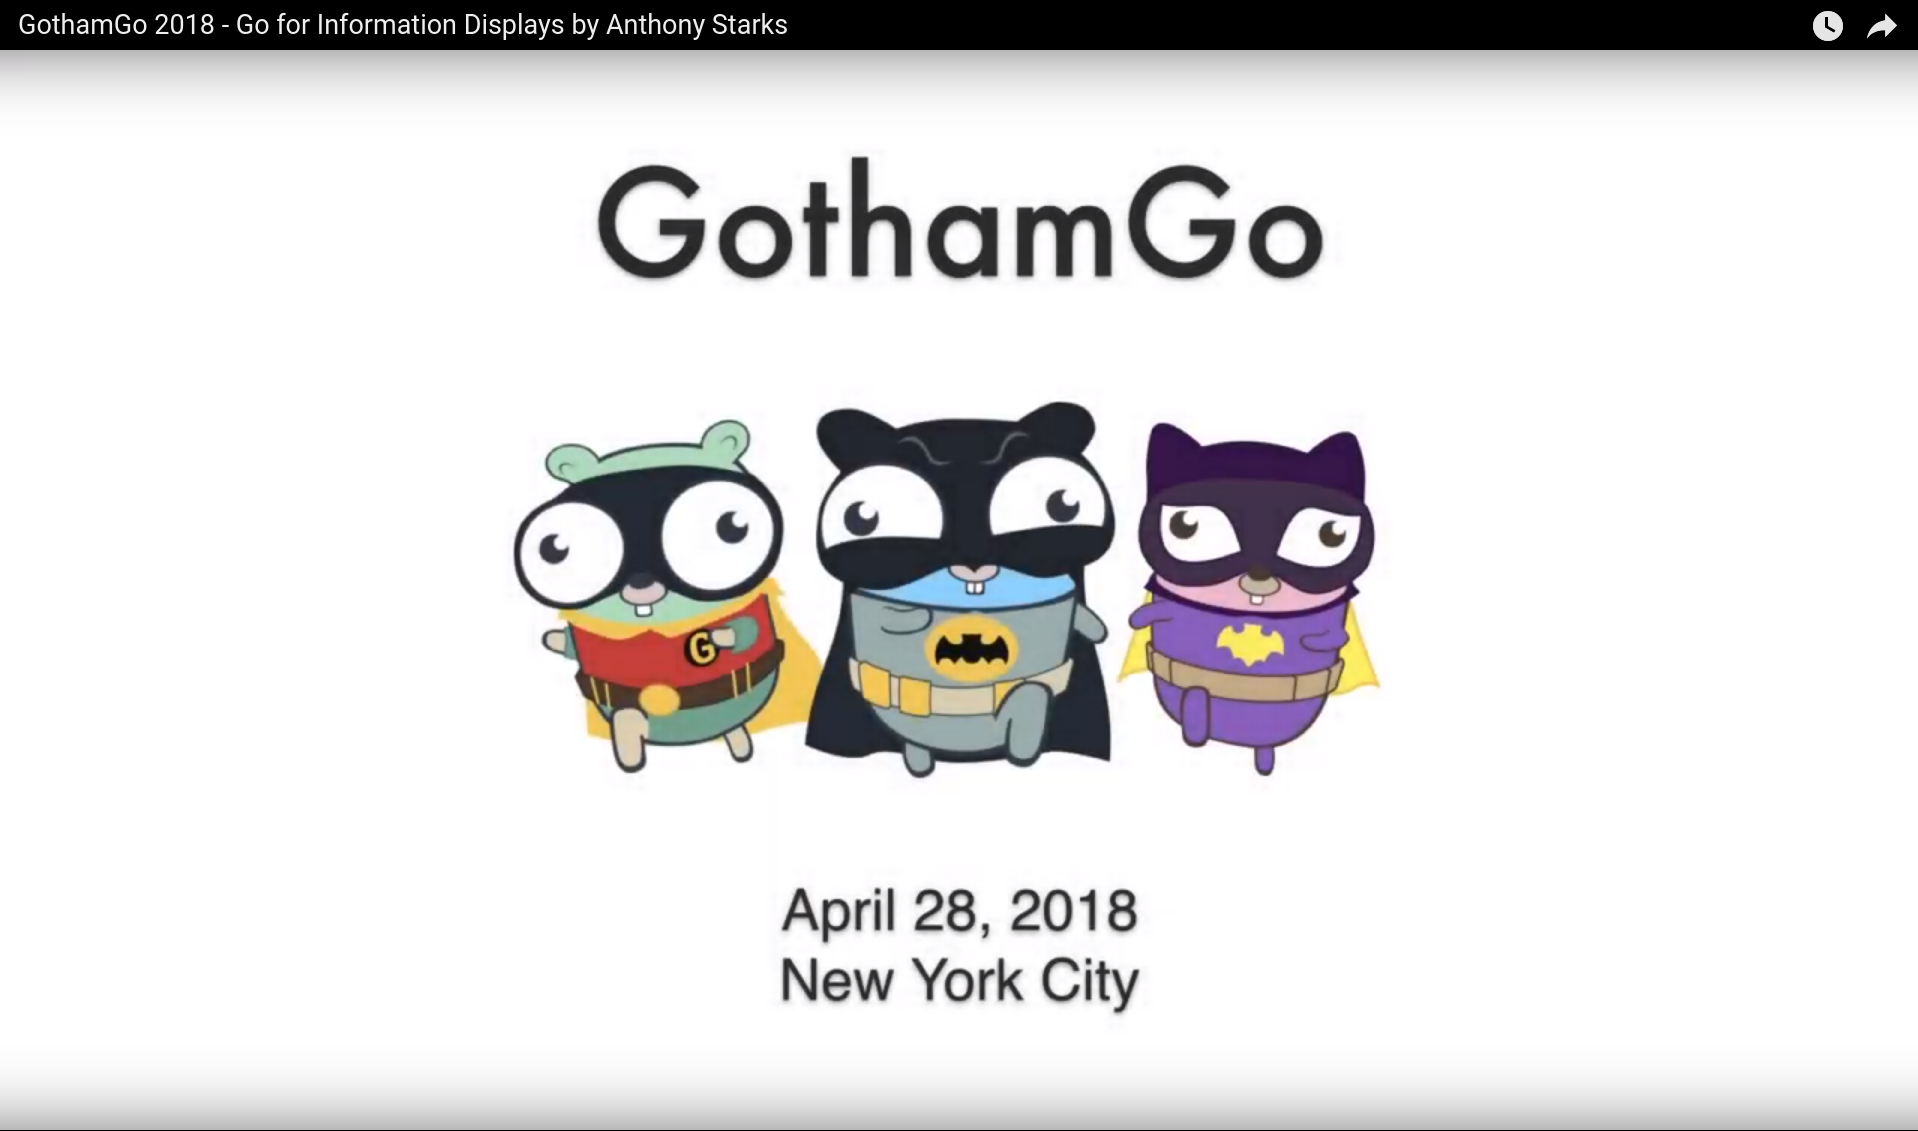 GothamGo 2018 - Go for Information Displays by Anthony Starks
GothamGo
G
April 28, 2018
New York City